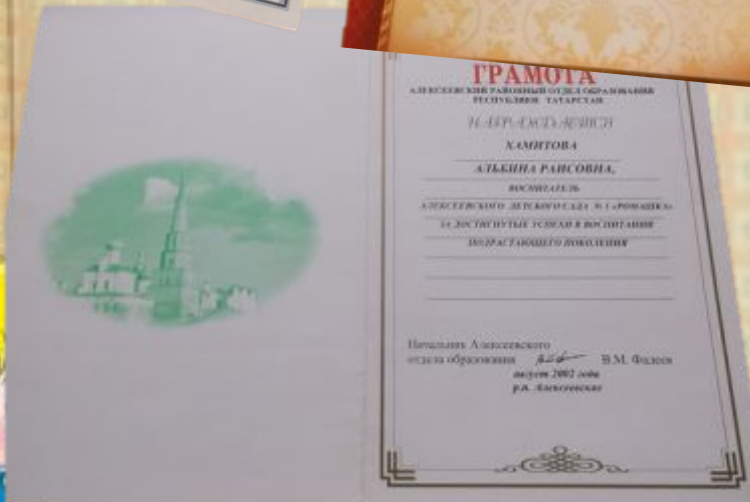 ГРАМОТА
АЛЕКСЕЕВСКИЙ РАЙОННЫЙ ОТДЕЛ ОБРАЗОВАНИЯ
РЕСПУБЛИКИ ТАТАРСТАН
НАГРАЖДАЕТСЯ
ХАМИТОВА
АЛЬБИНА РАИСОВНА,
ВОСПИТАТЕЛЬ
АЛЕКСЕЕВСКОГО ДЕТСКОГО САДА № 1 «РОМАШКА»
ЗА ДОСТИГНУТЫЕ УСПЕХИ В ВОСПИТАНИИ
ПОДРАСТАЮЩЕГО ПОКОЛЕНИЯ
Начальник Алексеевского
отдела образования В.М. Фадеев
август 2002 года
р.п. Алексеевское